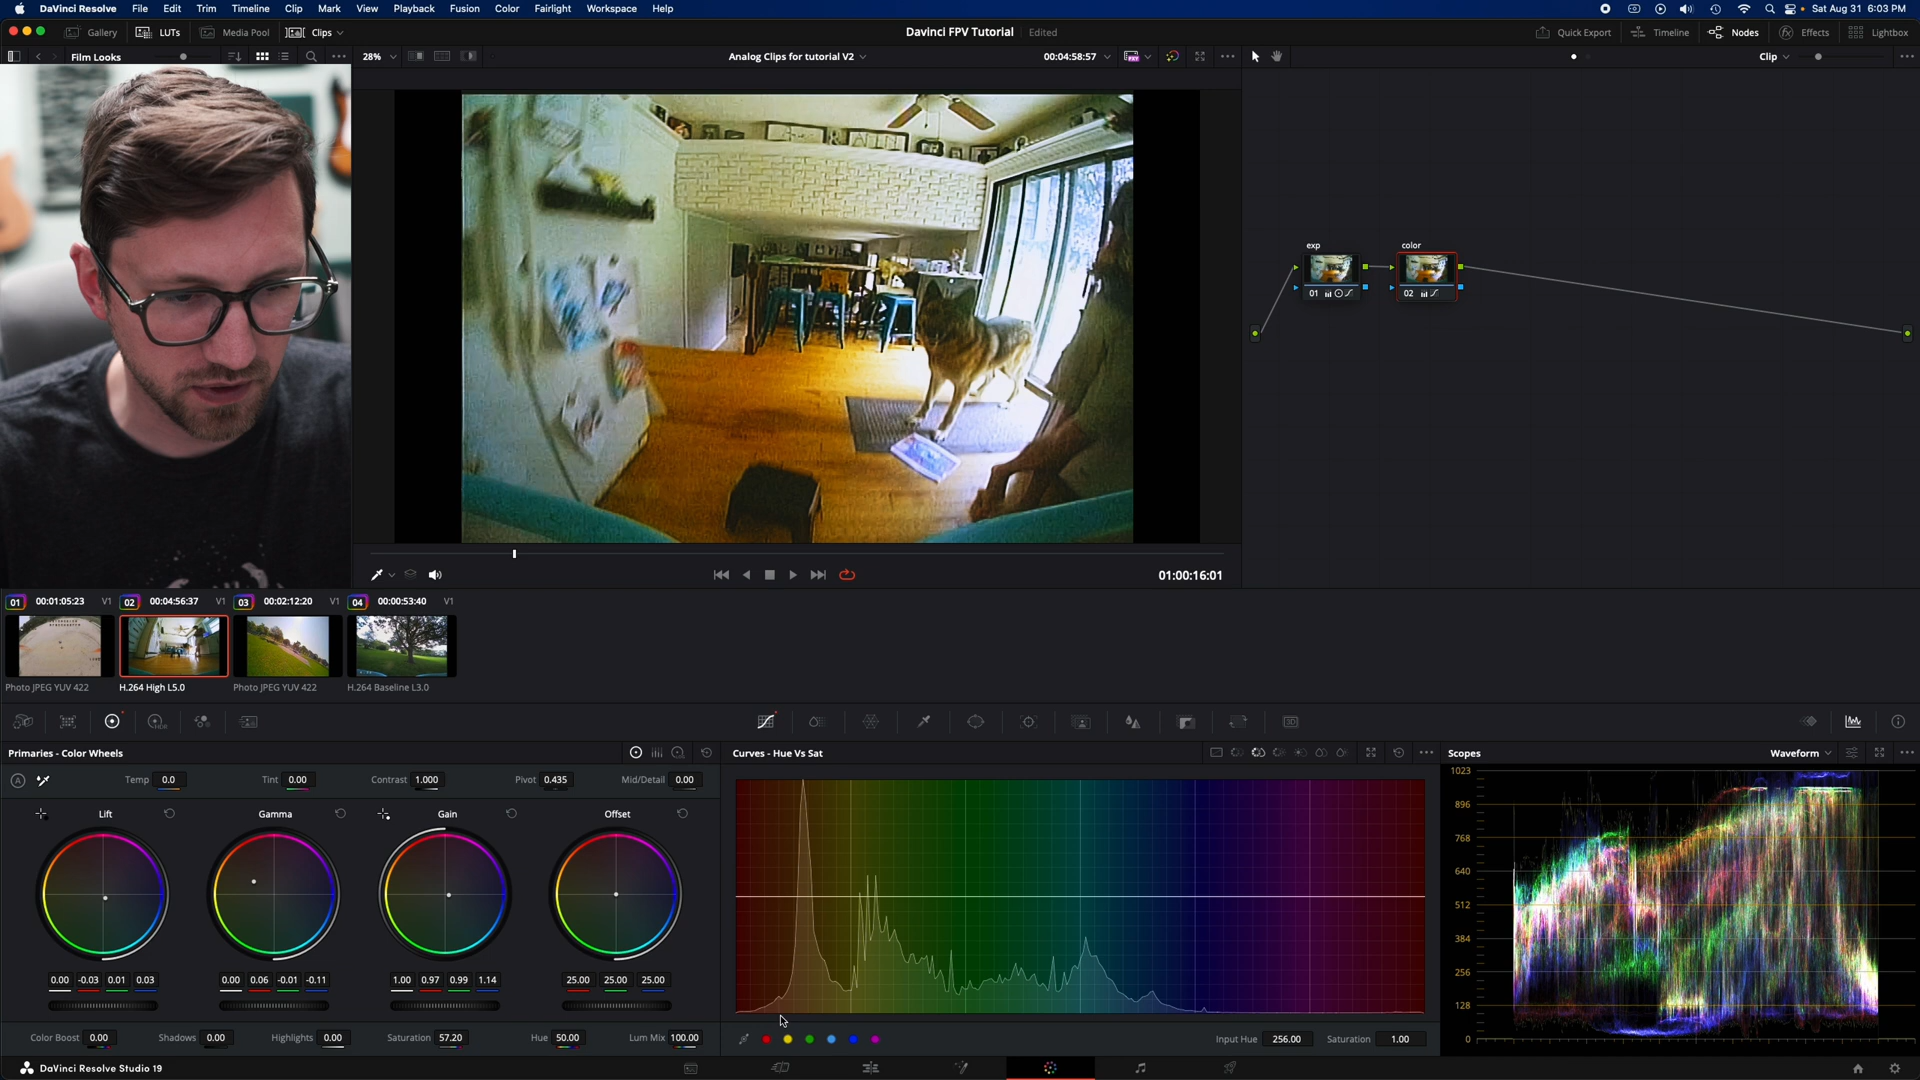 DaVinci Resolve File Edit Trim Timeline Clip Mark View Playback Fusion Color Fairlight Workspace Help Sat Aug 31 6:03 PM
Gallery LUTs Media Pool Clips DaVinci FPV Tutorial Edited Quick Export Timeline Nodes Effects Lightbox
Film Looks 28% Analog Clips for tutorial V2 00:04:58:57 Clip
exp color
01 02
01:00:16:01
01 00:01:05:23 V1 02 00:04:56:37 V1 03 00:02:12:20 V1 04 00:00:53:40 V1
Photo JPEG YUV 422 H.264 High L5.0 Photo JPEG YUV 422 H.264 Baseline L3.0
HDR 3D
Primaries - Color Wheels Curves - Hue Vs Sat Scopes Waveform
A Temp 0.0 Tint 0.00 Contrast 1.000 Pivot 0.435 Mid/Detail 0.00
Lift Gamma Gain Offset
1023
896
768
640
512
384
256
128
0
0.00 -0.03 0.01 0.03 0.00 0.06 -0.01 -0.11 1.00 0.97 0.99 1.14 25.00 25.00 25.00
Color Boost 0.00 Shadows 0.00 Highlights 0.00 Saturation 57.20 Hue 50.00 Lum Mix 100.00 Input Hue 256.00 Saturation 1.00
DaVinci Resolve Studio 19